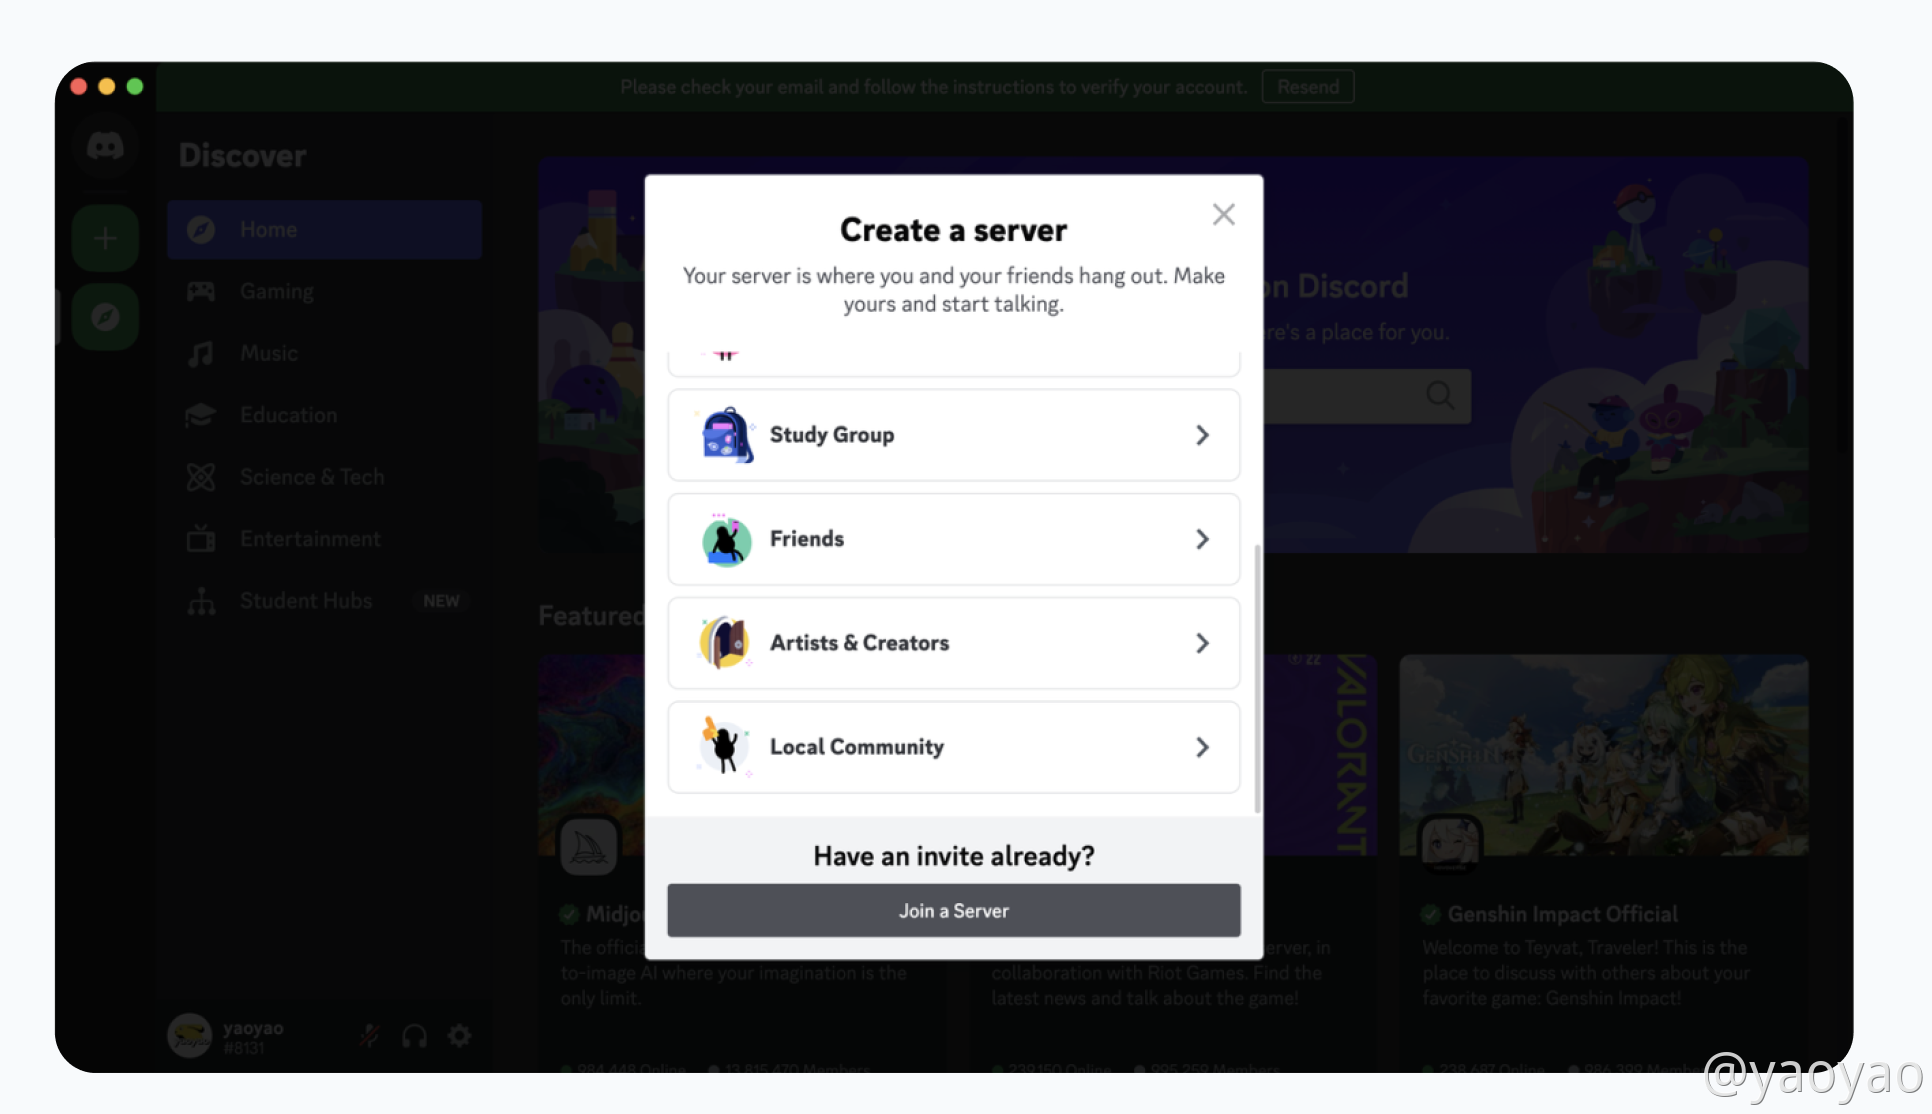 Please check your email and follow the instructions to verify your account.
Resend
Discover
Home
Gaming
Music
Education
Science & Tech
Entertainment
Student Hubs
NEW
yaoyao
#8131
on Discord
place for you.
Featured
Create a server
Your server is where you and your friends hang out. Make
yours and start talking.
Study Group
Friends
Artists & Creators
Local Community
Have an invite already?
Join a Server
VALORANT
GENSHIN
The
to-image AI where your imagination is the
only limit.
in
collaboration with Riot Games. Find the
latest news and talk about the game!
Genshin Impact Official
Welcome to Teyvat, Traveler! This is the
place to discuss with others about your
favorite game: Genshin Impact!
@yaoyao